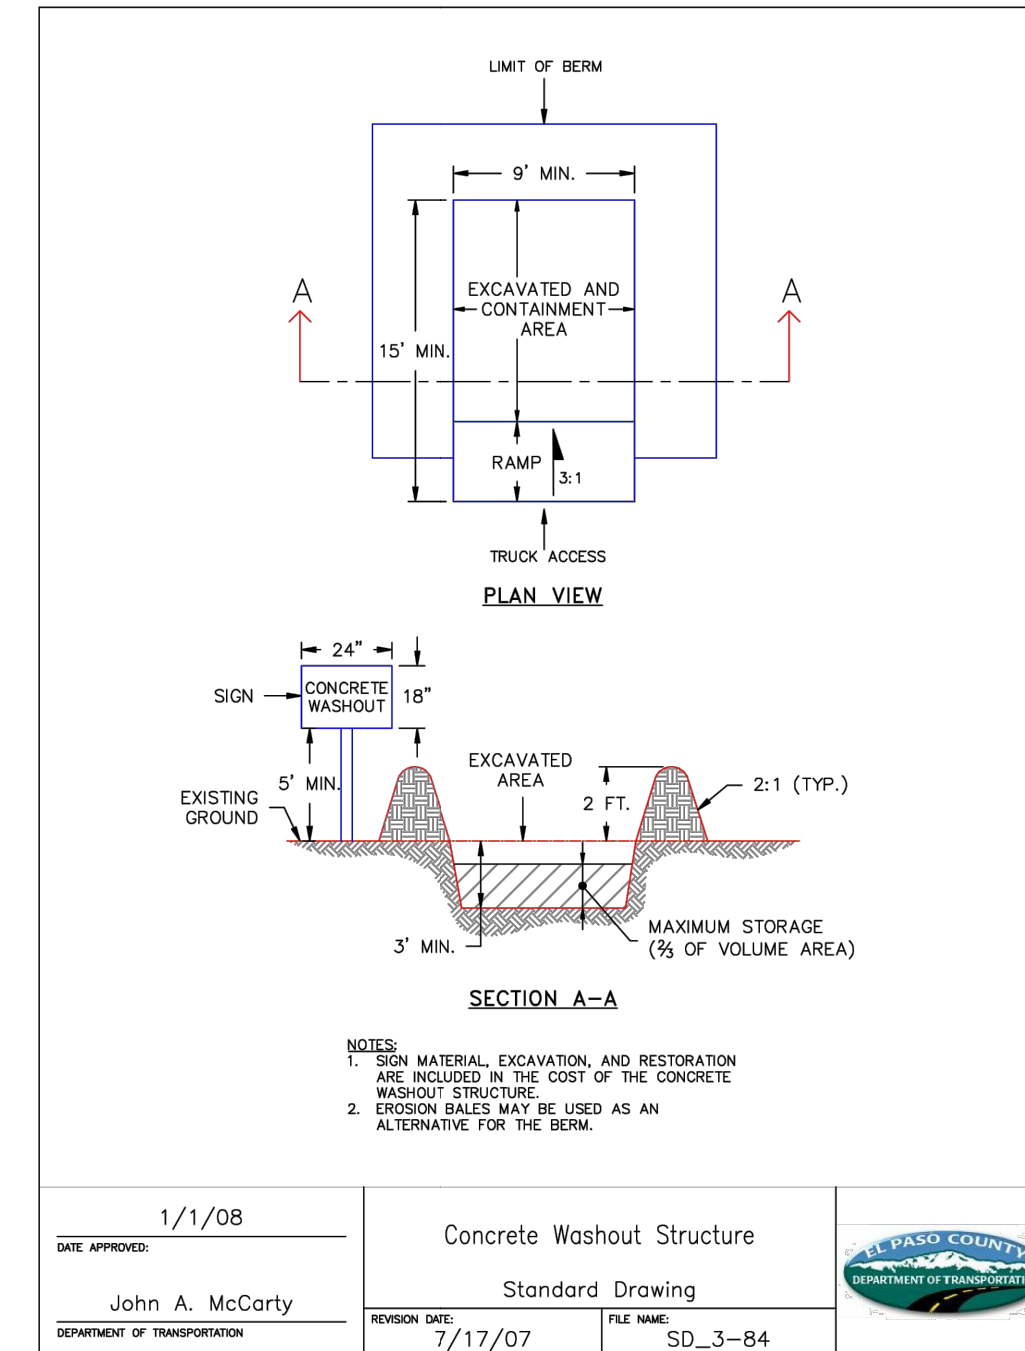 LIMIT OF BERM
9' MIN.
A
A
EXCAVATED AND
CONTAINMENT
AREA
15' MIN.
RAMP
3:1
TRUCK ACCESS
PLAN VIEW
24"
SIGN
CONCRETE
WASHOUT
18"
5' MIN.
EXISTING
GROUND
EXCAVATED
AREA
2 FT.
2:1 (TYP.)
3' MIN.
MAXIMUM STORAGE
(⅔ OF VOLUME AREA)
SECTION A-A
NOTES:
1. SIGN MATERIAL, EXCAVATION, AND RESTORATION
ARE INCLUDED IN THE COST OF THE CONCRETE
WASHOUT STRUCTURE.
2. EROSION BALES MAY BE USED AS AN
ALTERNATIVE FOR THE BERM.
1/1/08
DATE APPROVED:
John A. McCarty
DEPARTMENT OF TRANSPORTATION
Concrete Washout Structure
Standard Drawing
REVISION DATE:
7/17/07
FILE NAME:
SD_3-84
EL PASO COUNTY
DEPARTMENT OF TRANSPORTATI